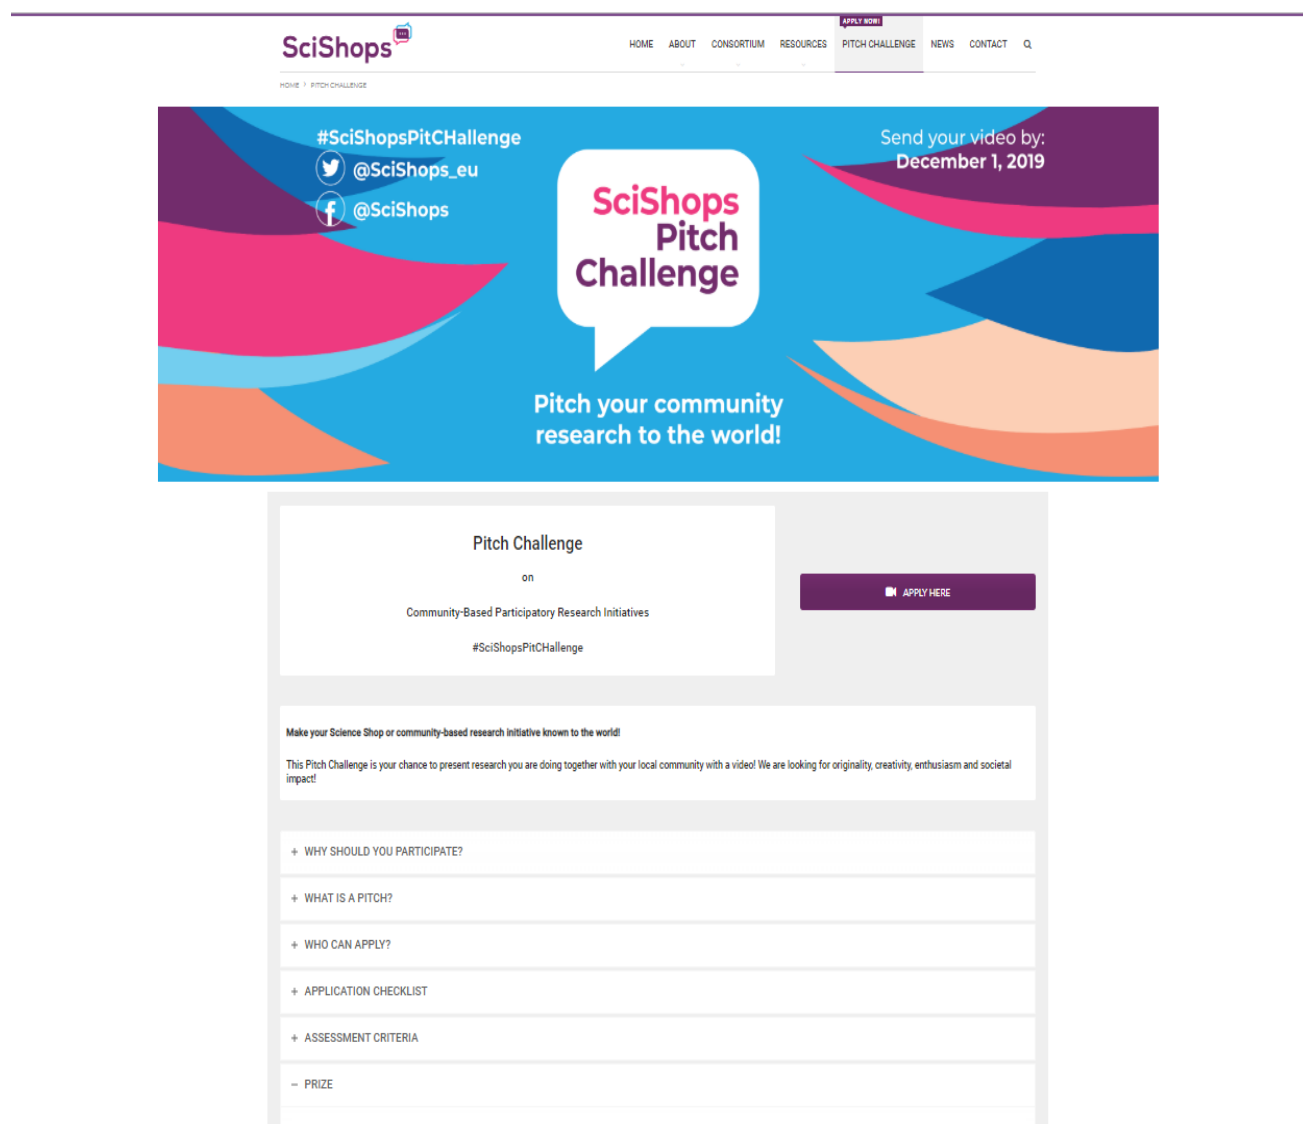 APPLY NOW!
SciShops
HOME ABOUT CONSORTIUM RESOURCES PITCH CHALLENGE NEWS CONTACT
HOME > PITCH CHALLENGE
#SciShopsPitCHallenge
@SciShops_eu
@SciShops
Send your video by:
December 1, 2019
SciShops
Pitch
Challenge
Pitch your community
research to the world!
Pitch Challenge
on
Community-Based Participatory Research Initiatives
#SciShopsPitCHallenge
APPLY HERE
Make your Science Shop or community-based research initiative known to the world!
This Pitch Challenge is your chance to present research you are doing together with your local community with a video! We are looking for originality, creativity, enthusiasm and societal
impact!
+ WHY SHOULD YOU PARTICIPATE?
+ WHAT IS A PITCH?
+ WHO CAN APPLY?
+ APPLICATION CHECKLIST
+ ASSESSMENT CRITERIA
− PRIZE